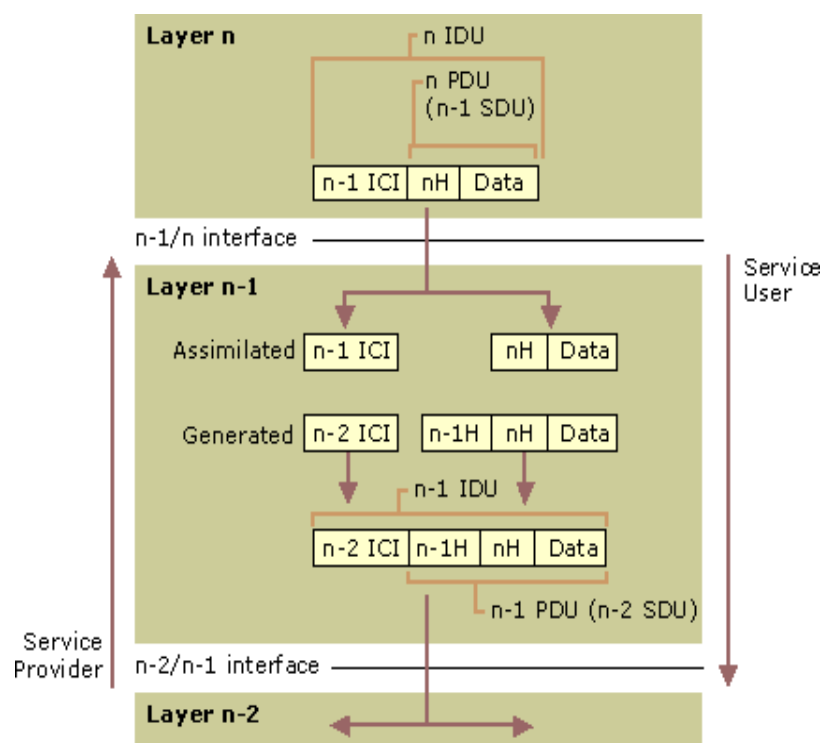 Layer n
n IDU
n PDU
(n-1 SDU)
n-1 ICI nH Data
n-1/n interface
Service
User
Layer n-1
Assimilated n-1 ICI nH Data
Generated n-2 ICI n-1H nH Data
n-1 IDU
n-2 ICI n-1H nH Data
n-1 PDU (n-2 SDU)
Service
Provider
n-2/n-1 interface
Layer n-2